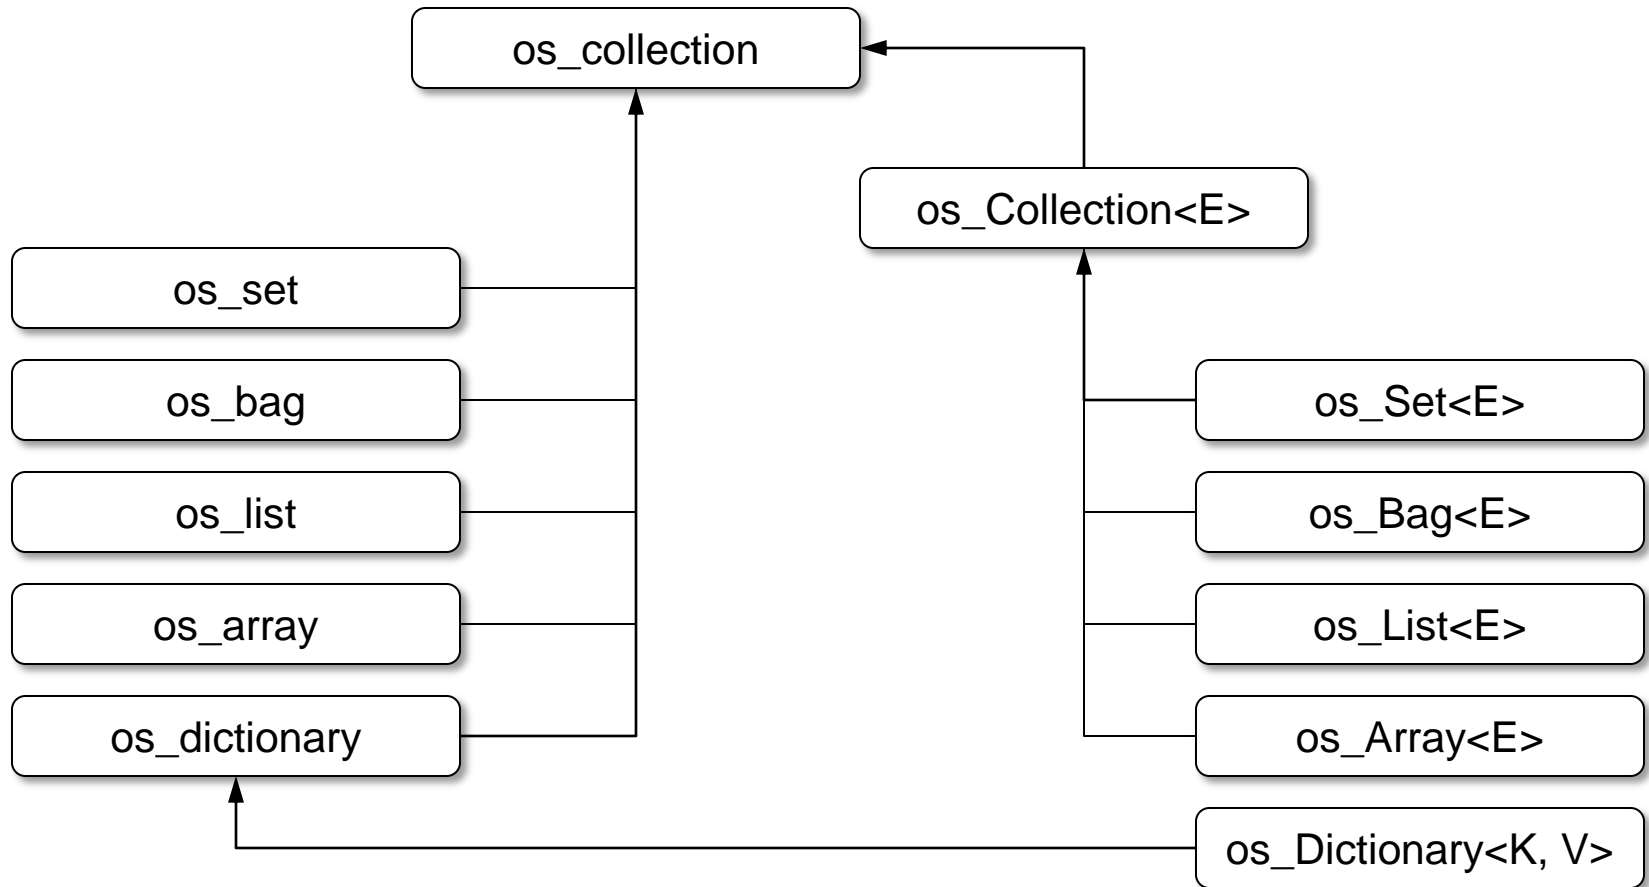 os_collection
os_Collection<E>
os_set
os_bag
os_Set<E>
os_list
os_Bag<E>
os_array
os_List<E>
os_dictionary
os_Array<E>
os_Dictionary<K, V>